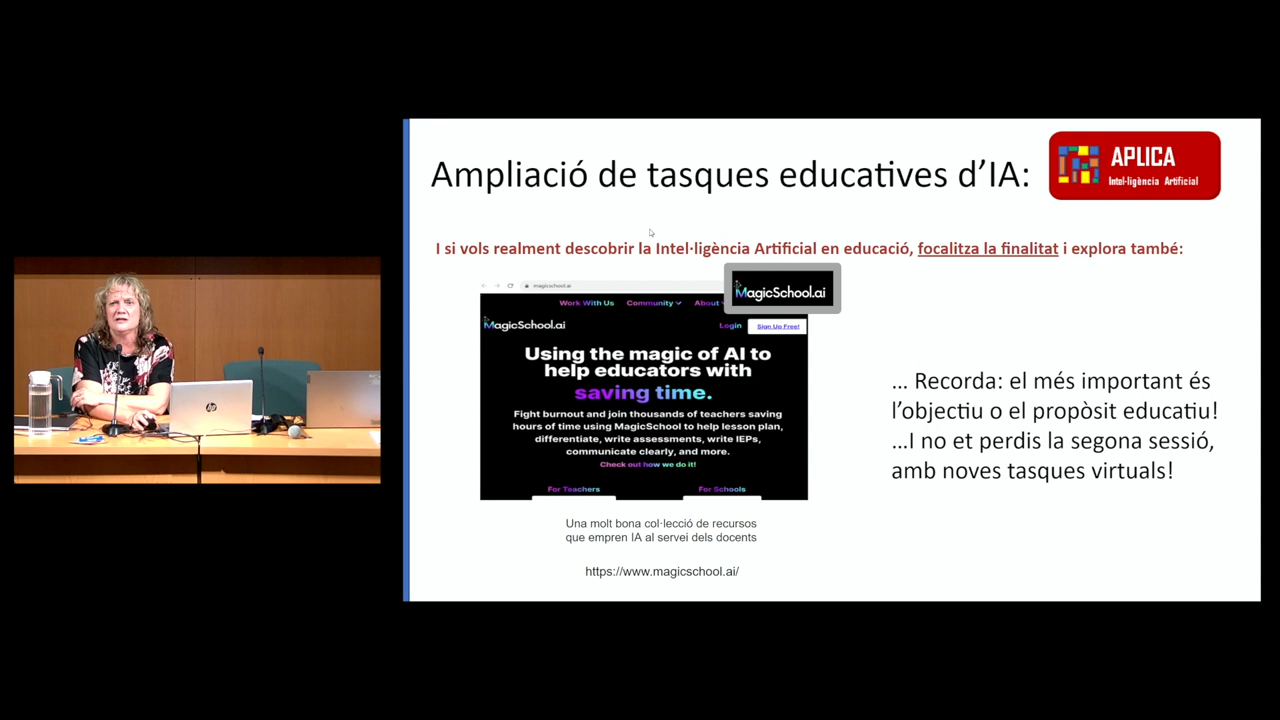 Ampliació de tasques educatives d’IA:
APLICA
Intel·ligència Artificial
I si vols realment descobrir la Intel·ligència Artificial en educació, focalitza la finalitat i explora també:
magicschool.ai
MagicSchool.ai
Work With Us Community About
MagicSchool.ai
Login Sign Up Free!
Using the magic of AI to
help educators with
saving time.
Fight burnout and join thousands of teachers saving
hours of time using MagicSchool to help lesson plan,
differentiate, write assessments, write IEPs,
communicate clearly, and more.
Check out how we do it!
For Teachers For Schools
Una molt bona col·lecció de recursos
que empren IA al servei dels docents
https://www.magicschool.ai/
... Recorda: el més important és
l’objectiu o el propòsit educatiu!
...I no et perdis la segona sessió,
amb noves tasques virtuals!
hp